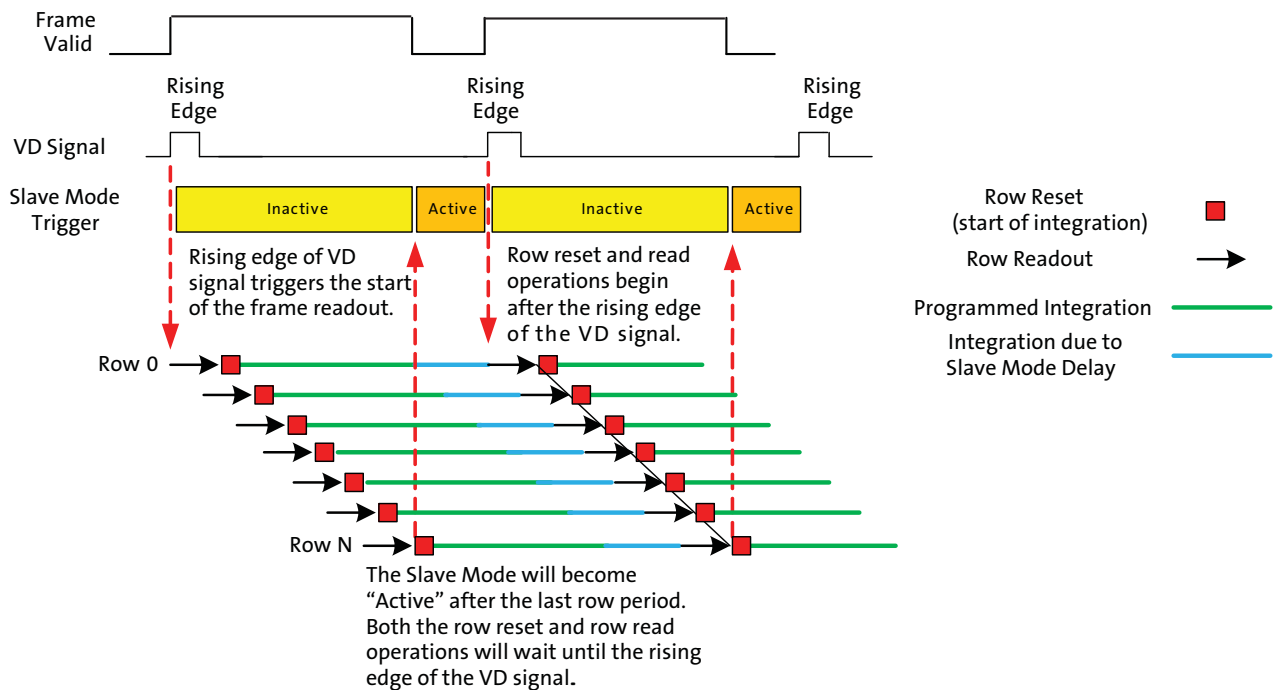 Frame
Valid
Rising
Edge
Rising
Edge
Rising
Edge
VD Signal
Slave Mode
Trigger
Inactive
Active
Inactive
Active
Row Reset
(start of integration)
Row Readout
Programmed Integration
Integration due to
Slave Mode Delay
Rising edge of VD
signal triggers the start
of the frame readout.
Row reset and read
operations begin
after the rising edge
of the VD signal.
Row 0
Row N
The Slave Mode will become
“Active” after the last row period.
Both the row reset and row read
operations will wait until the rising
edge of the VD signal.